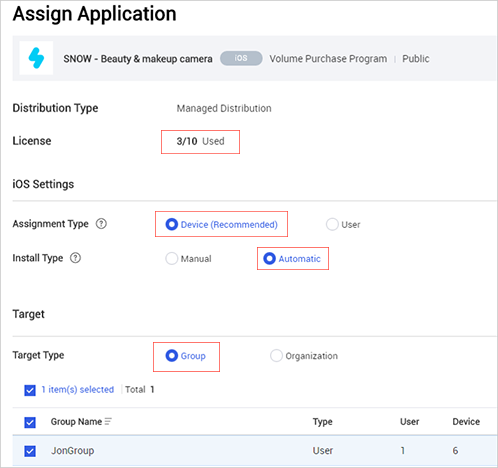 Assign Application
SNOW - Beauty & makeup camera iOS Volume Purchase Program | Public
Distribution Type Managed Distribution
License 3/10 Used
iOS Settings
Assignment Type ? Device (Recommended) User
Install Type ? Manual Automatic
Target
Target Type Group Organization
1 item(s) selected | Total 1
Group Name Type User Device
JonGroup User 1 6